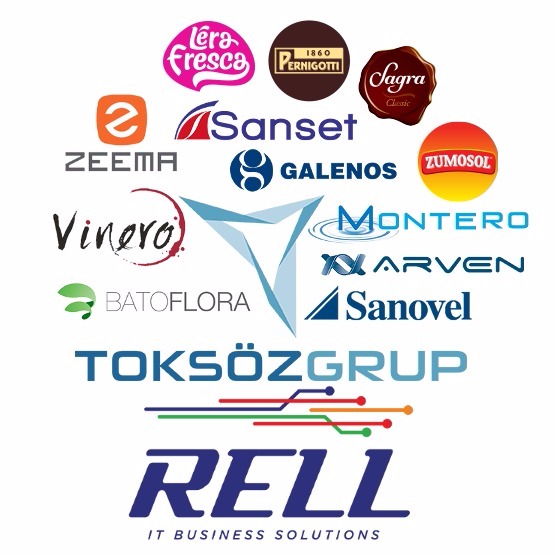 Lêra
Fresca
1860
PERNIGOTTI
Sagra
Classic
Sanset
ZEEMA
GALENOS
ZUMOSOL®
Vinero
MONTERO
ARVEN
BATOFLORA
Sanovel
TOKSÖZGRUP
RELL
IT BUSINESS SOLUTIONS